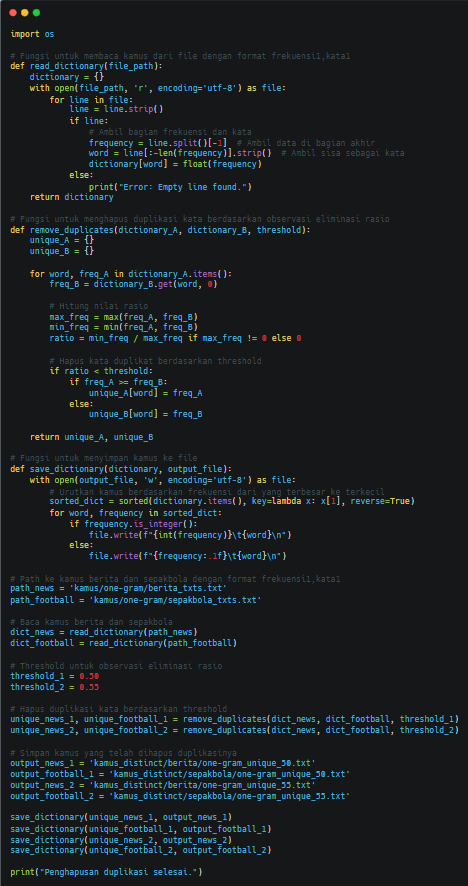 import os

# Fungsi untuk membaca kamus dari file dengan format frekuensi1,kata1
def read_dictionary(file_path):
    dictionary = {}
    with open(file_path, 'r', encoding='utf-8') as file:
        for line in file:
            line = line.strip()
            if line:
                # Ambil bagian frekuensi dan kata
                frequency = line.split()[-1]  # Ambil data di bagian akhir
                word = line[:-len(frequency)].strip()  # Ambil sisa sebagai kata
                dictionary[word] = float(frequency)
            else:
                print("Error: Empty line found.")
    return dictionary

# Fungsi untuk menghapus duplikasi kata berdasarkan observasi eliminasi rasio
def remove_duplicates(dictionary_A, dictionary_B, threshold):
    unique_A = {}
    unique_B = {}

    for word, freq_A in dictionary_A.items():
        freq_B = dictionary_B.get(word, 0)

        # Hitung nilai rasio
        max_freq = max(freq_A, freq_B)
        min_freq = min(freq_A, freq_B)
        ratio = min_freq / max_freq if max_freq != 0 else 0

        # Hapus kata duplikat berdasarkan threshold
        if ratio < threshold:
            if freq_A >= freq_B:
                unique_A[word] = freq_A
            else:
                unique_B[word] = freq_B

    return unique_A, unique_B

# Fungsi untuk menyimpan kamus ke file
def save_dictionary(dictionary, output_file):
    with open(output_file, 'w', encoding='utf-8') as file:
        # Urutkan kamus berdasarkan frekuensi dari yang terbesar ke terkecil
        sorted_dict = sorted(dictionary.items(), key=lambda x: x[1], reverse=True)
        for word, frequency in sorted_dict:
            if frequency.is_integer():
                file.write(f"{int(frequency)}\t{word}\n")
            else:
                file.write(f"{frequency:.1f}\t{word}\n")

# Path ke kamus berita dan sepakbola dengan format frekuensi1,kata1
path_news = 'kamus/one-gram/berita_txts.txt'
path_football = 'kamus/one-gram/sepakbola_txts.txt'

# Baca kamus berita dan sepakbola
dict_news = read_dictionary(path_news)
dict_football = read_dictionary(path_football)

# Threshold untuk observasi eliminasi rasio
threshold_1 = 0.50
threshold_2 = 0.55

# Hapus duplikasi kata berdasarkan threshold
unique_news_1, unique_football_1 = remove_duplicates(dict_news, dict_football, threshold_1)
unique_news_2, unique_football_2 = remove_duplicates(dict_news, dict_football, threshold_2)

# Simpan kamus yang telah dihapus duplikasinya
output_news_1 = 'kamus_distinct/berita/one-gram_unique_50.txt'
output_football_1 = 'kamus_distinct/sepakbola/one-gram_unique_50.txt'
output_news_2 = 'kamus_distinct/berita/one-gram_unique_55.txt'
output_football_2 = 'kamus_distinct/sepakbola/one-gram_unique_55.txt'

save_dictionary(unique_news_1, output_news_1)
save_dictionary(unique_football_1, output_football_1)
save_dictionary(unique_news_2, output_news_2)
save_dictionary(unique_football_2, output_football_2)

print("Penghapusan duplikasi selesai.")